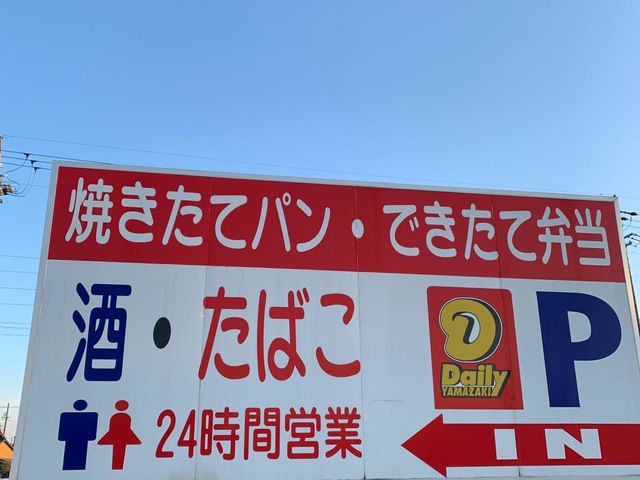 焼きたてパン・できたて弁当
酒・たばこ
24時間営業
Daily
YAMAZAKI
P
IN